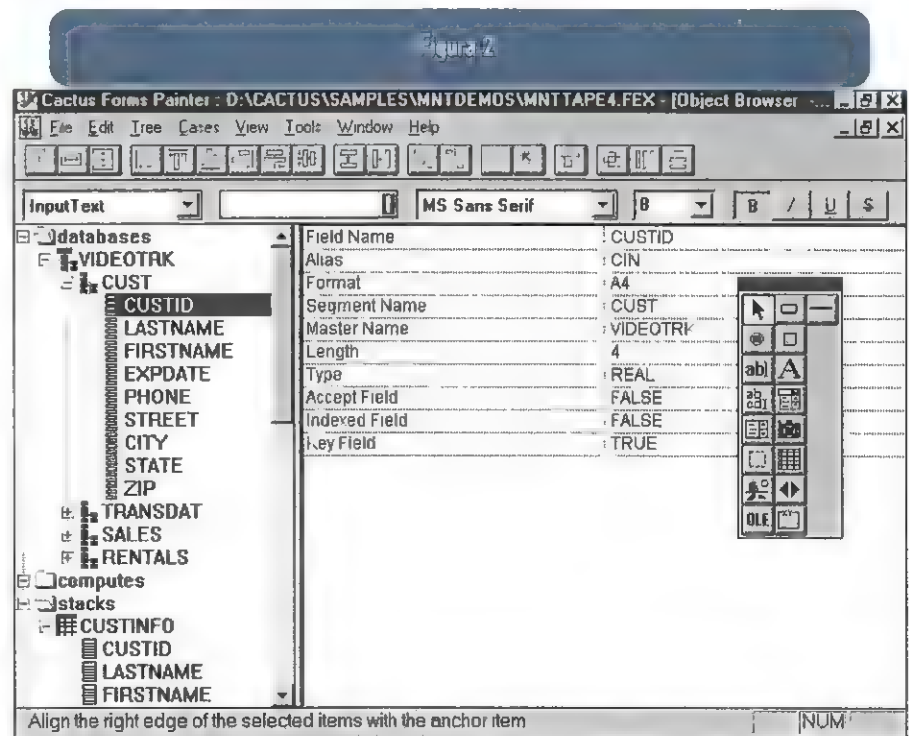 Figura 2
Cactus Forms Painter : D:\CACTUS\SAMPLES\MNTDEMOS\MNTTAPE4.FEX - [Object Browser - ...
File Edit Tree Cases View Tools Window Help
InputText MS Sans Serif 8 B I U S
databases
VIDEOTRK
CUST
CUSTID
LASTNAME
FIRSTNAME
EXPDATE
PHONE
STREET
CITY
STATE
ZIP
TRANSDAT
SALES
RENTALS
computes
stacks
CUSTINFO
CUSTID
LASTNAME
FIRSTNAME
Field Name CUSTID
Alias CIN
Format A4
Segment Name CUST
Master Name VIDEOTRK
Length 4
Type REAL
Accept Field FALSE
Indexed Field FALSE
Key Field TRUE
ab| A
OLE
Align the right edge of the selected items with the anchor item NUM